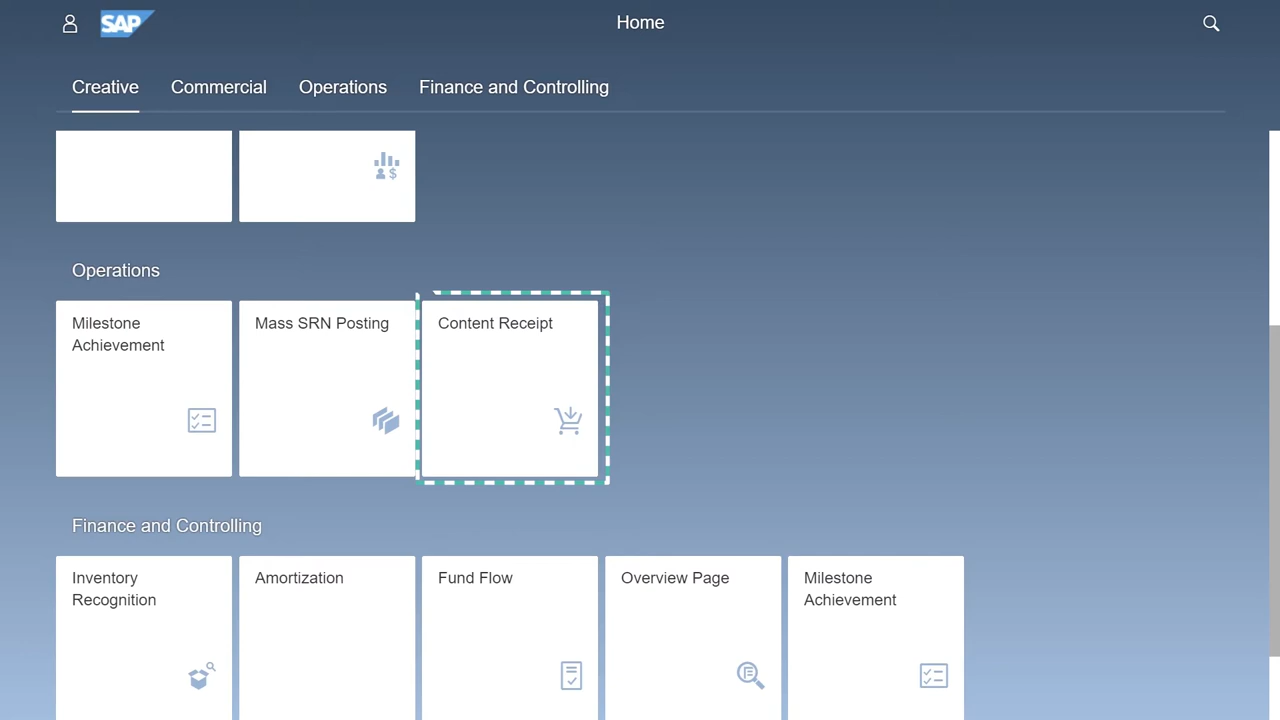 SAP
Home
Creative Commercial Operations Finance and Controlling
$
Operations
Milestone
Achievement
Mass SRN Posting
Content Receipt
Finance and Controlling
Inventory
Recognition
Amortization
Fund Flow
Overview Page
Milestone
Achievement